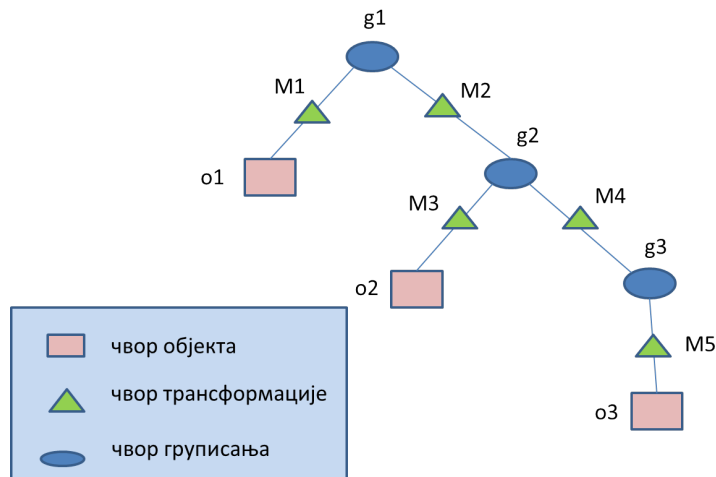 g1
M1
M2
g2
o1
M3
M4
g3
o2
M5
o3
чвор објекта
чвор трансформације
чвор груписања